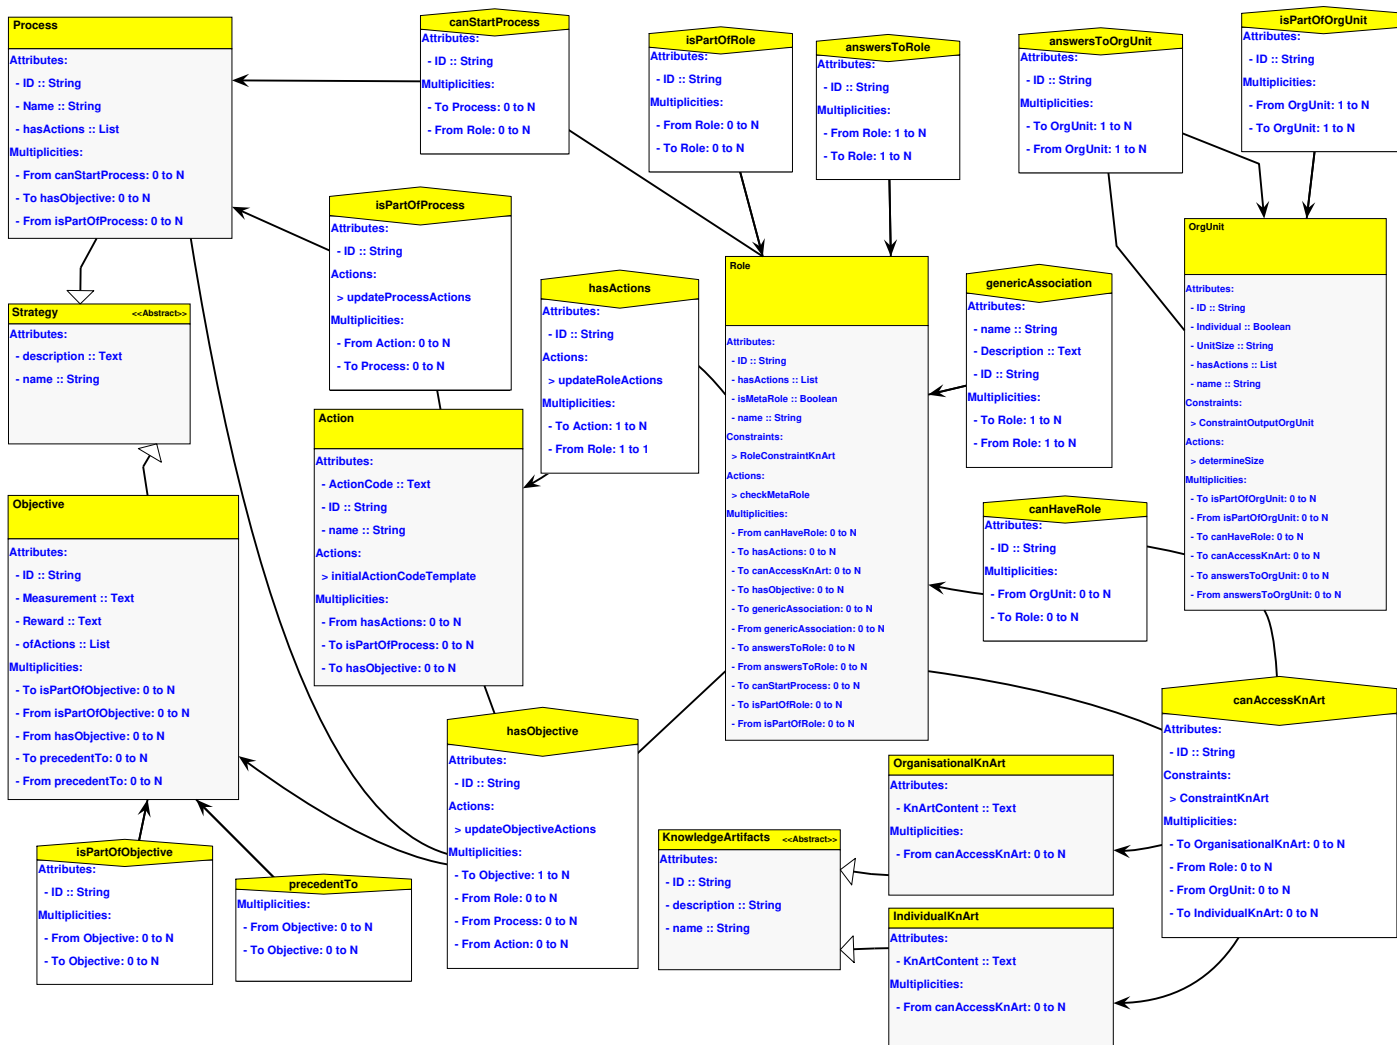 Process
Attributes:
- ID :: String
- Name :: String
- hasActions :: List
Multiplicities:
- From canStartProcess: 0 to N
- To hasObjective: 0 to N
- From isPartOfProcess: 0 to N
canStartProcess
Attributes:
- ID :: String
Multiplicities:
- To Process: 0 to N
- From Role: 0 to N
isPartOfRole
Attributes:
- ID :: String
Multiplicities:
- From Role: 0 to N
- To Role: 0 to N
answersToRole
Attributes:
- ID :: String
Multiplicities:
- From Role: 1 to N
- To Role: 1 to N
answersToOrgUnit
Attributes:
- ID :: String
Multiplicities:
- To OrgUnit: 1 to N
- From OrgUnit: 1 to N
isPartOfOrgUnit
Attributes:
- ID :: String
Multiplicities:
- From OrgUnit: 1 to N
- To OrgUnit: 1 to N
isPartOfProcess
Attributes:
- ID :: String
Actions:
> updateProcessActions
Multiplicities:
- From Action: 0 to N
- To Process: 0 to N
hasActions
Attributes:
- ID :: String
Actions:
> updateRoleActions
Multiplicities:
- To Action: 1 to N
- From Role: 1 to 1
Role
Attributes:
- ID :: String
- hasActions :: List
- isMetaRole :: Boolean
- name :: String
Constraints:
> RoleConstraintKnArt
Actions:
> checkMetaRole
Multiplicities:
- From canHaveRole: 0 to N
- To hasActions: 0 to N
- To canAccessKnArt: 0 to N
- To hasObjective: 0 to N
- To genericAssociation: 0 to N
- From genericAssociation: 0 to N
- To answersToRole: 0 to N
- From answersToRole: 0 to N
- To canStartProcess: 0 to N
- To isPartOfRole: 0 to N
- From isPartOfRole: 0 to N
genericAssociation
Attributes:
- name :: String
- Description :: Text
- ID :: String
Multiplicities:
- To Role: 1 to N
- From Role: 1 to N
OrgUnit
Attributes:
- ID :: String
- Individual :: Boolean
- UnitSize :: String
- hasActions :: List
- name :: String
Constraints:
> ConstraintOutputOrgUnit
Actions:
> determineSize
Multiplicities:
- To isPartOfOrgUnit: 0 to N
- From isPartOfOrgUnit: 0 to N
- To canHaveRole: 0 to N
- To canAccessKnArt: 0 to N
- To answersToOrgUnit: 0 to N
- From answersToOrgUnit: 0 to N
Strategy <<Abstract>>
Attributes:
- description :: Text
- name :: String
Action
Attributes:
- ActionCode :: Text
- ID :: String
- name :: String
Actions:
> initialActionCodeTemplate
Multiplicities:
- From hasActions: 0 to N
- To isPartOfProcess: 0 to N
- To hasObjective: 0 to N
Objective
Attributes:
- ID :: String
- Measurement :: Text
- Reward :: Text
- ofActions :: List
Multiplicities:
- To isPartOfObjective: 0 to N
- From isPartOfObjective: 0 to N
- From hasObjective: 0 to N
- To precedentTo: 0 to N
- From precedentTo: 0 to N
canHaveRole
Attributes:
- ID :: String
Multiplicities:
- From OrgUnit: 0 to N
- To Role: 0 to N
canAccessKnArt
Attributes:
- ID :: String
Constraints:
> ConstraintKnArt
Multiplicities:
- To OrganisationalKnArt: 0 to N
- From Role: 0 to N
- From OrgUnit: 0 to N
- To IndividualKnArt: 0 to N
hasObjective
Attributes:
- ID :: String
Actions:
> updateObjectiveActions
Multiplicities:
- To Objective: 1 to N
- From Role: 0 to N
- From Process: 0 to N
- From Action: 0 to N
OrganisationalKnArt
Attributes:
- KnArtContent :: Text
Multiplicities:
- From canAccessKnArt: 0 to N
KnowledgeArtifacts <<Abstract>>
Attributes:
- ID :: String
- description :: String
- name :: String
IndividualKnArt
Attributes:
- KnArtContent :: Text
Multiplicities:
- From canAccessKnArt: 0 to N
isPartOfObjective
Attributes:
- ID :: String
Multiplicities:
- From Objective: 0 to N
- To Objective: 0 to N
precedentTo
Multiplicities:
- From Objective: 0 to N
- To Objective: 0 to N